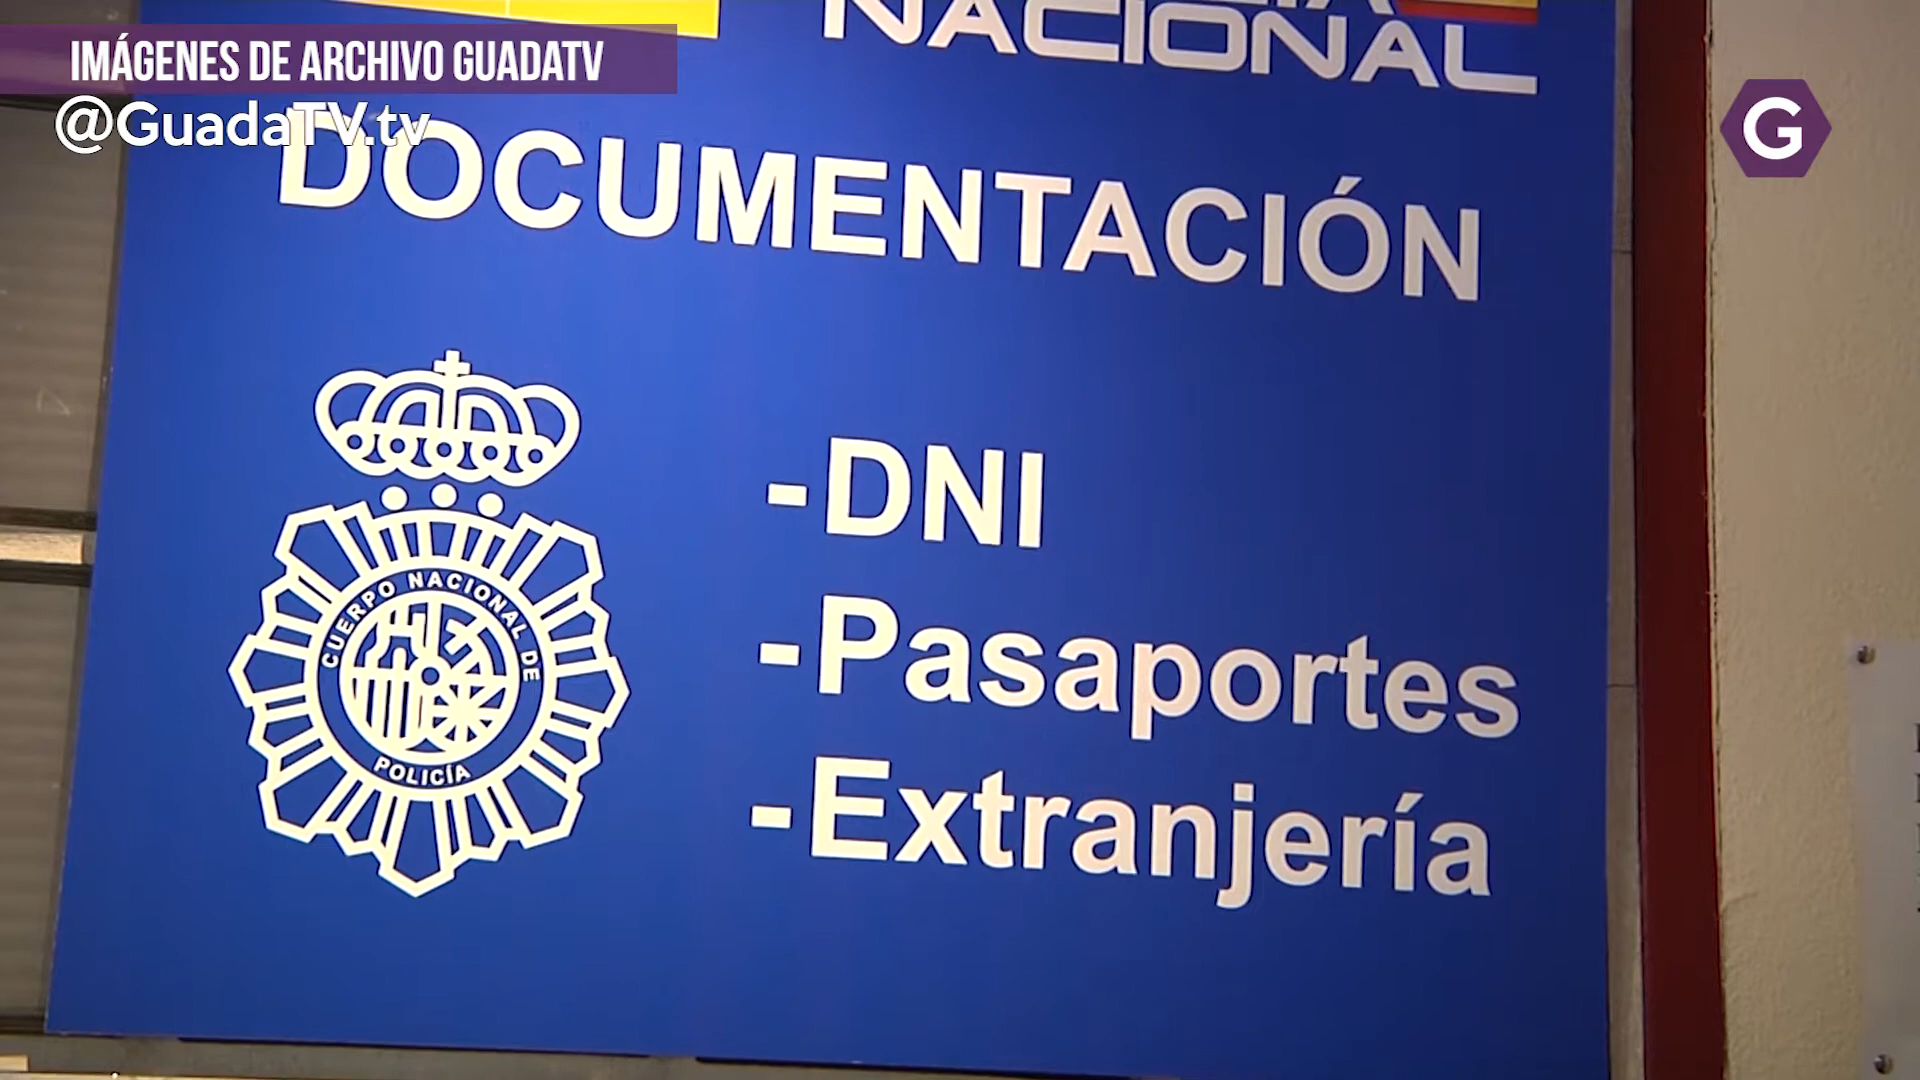 NACIONAL
IMÁGENES DE ARCHIVO GUADATV
@GuadaTV.tv
G
DOCUMENTACIÓN
-DNI
-Pasaportes
-Extranjería
CUERPO NACIONAL DE
POLICÍA